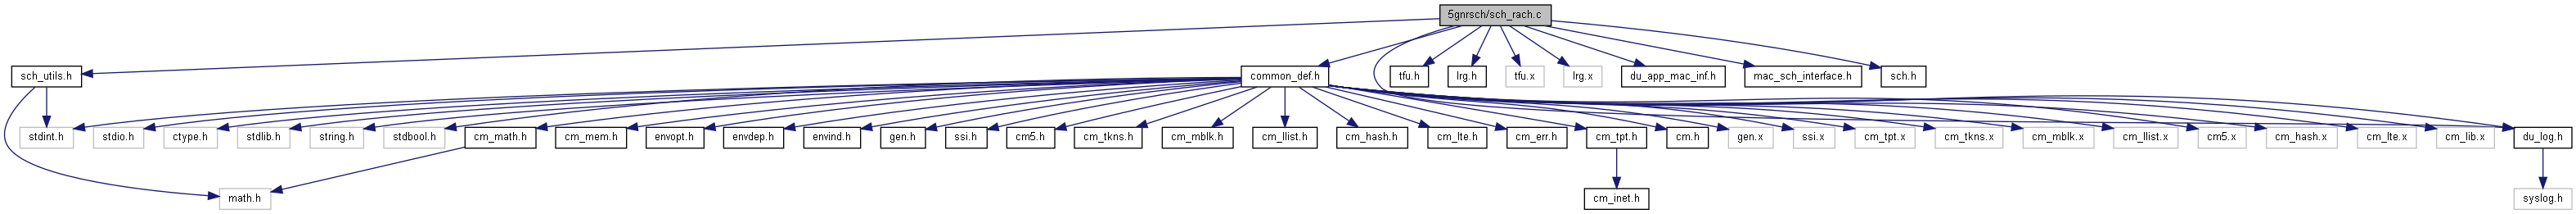 5gnrsch/sch_rach.c
sch_utils.h
common_def.h
tfu.h
lrg.h
tfu.x
lrg.x
du_app_mac_inf.h
mac_sch_interface.h
sch.h
stdint.h
stdio.h
ctype.h
stdlib.h
string.h
stdbool.h
cm_math.h
cm_mem.h
envopt.h
envdep.h
envind.h
gen.h
ssi.h
cm5.h
cm_tkns.h
cm_mblk.h
cm_llist.h
cm_hash.h
cm_lte.h
cm_err.h
cm_tpt.h
cm.h
gen.x
ssi.x
cm_tpt.x
cm_tkns.x
cm_mblk.x
cm_llist.x
cm5.x
cm_hash.x
cm_lte.x
cm_lib.x
du_log.h
math.h
cm_inet.h
syslog.h